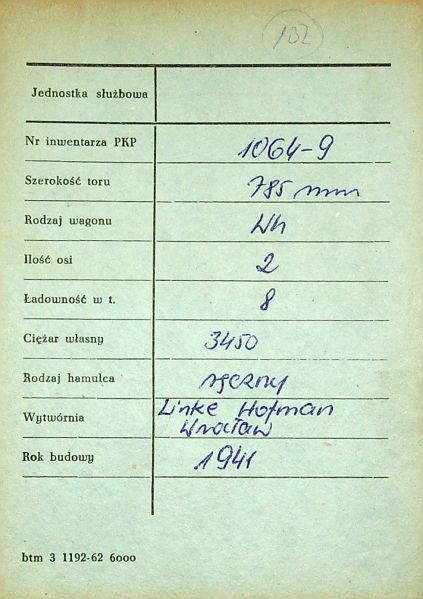 102
Jednostka służbowa
Nr inwentarza PKP 1064-9
Szerokość toru 785 mm
Rodzaj wagonu Wh
Ilość osi 2
Ładowność w t. 8
Ciężar własny 3450
Rodzaj hamulca ręczny
Wytwórnia Linke Hofman
Wrocław
Rok budowy 1941
btm 3 1192-62 6000